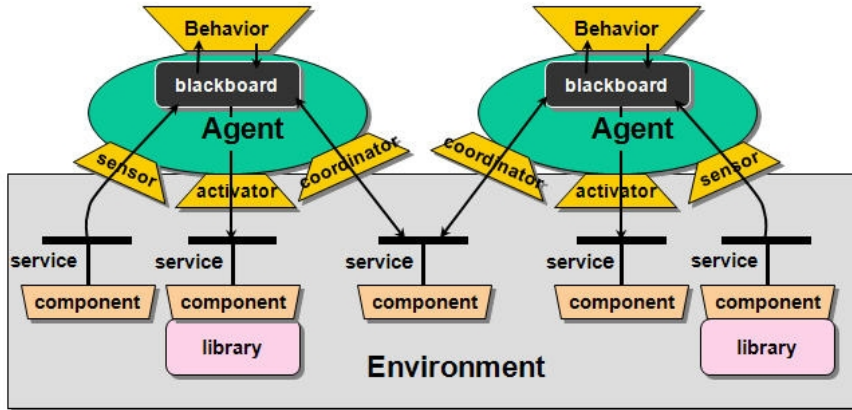 Behavior
Behavior
blackboard
blackboard
Agent
Agent
sensor
activator
coordinator
coordinator
activator
sensor
service
service
service
service
service
component
component
component
component
component
library
library
Environment